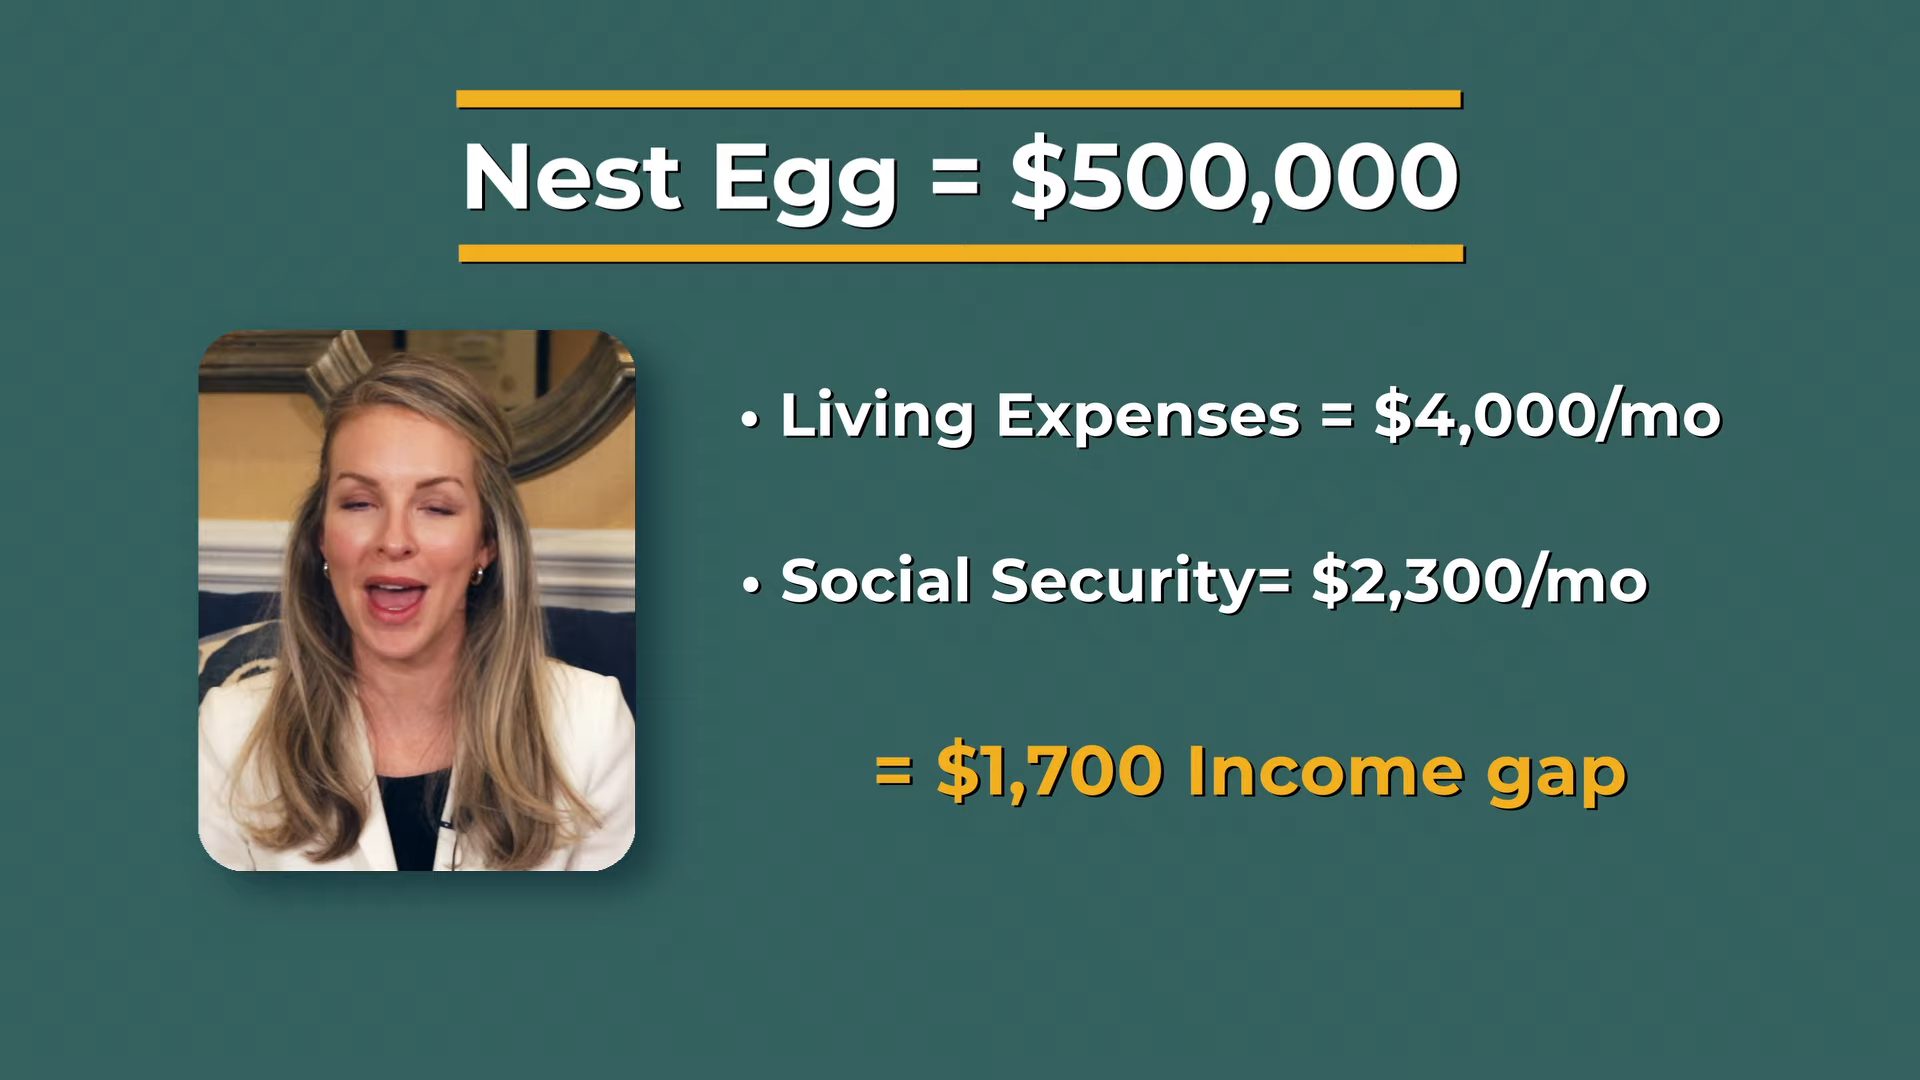 Nest Egg = $500,000
• Living Expenses = $4,000/mo
• Social Security= $2,300/mo
= $1,700 Income gap